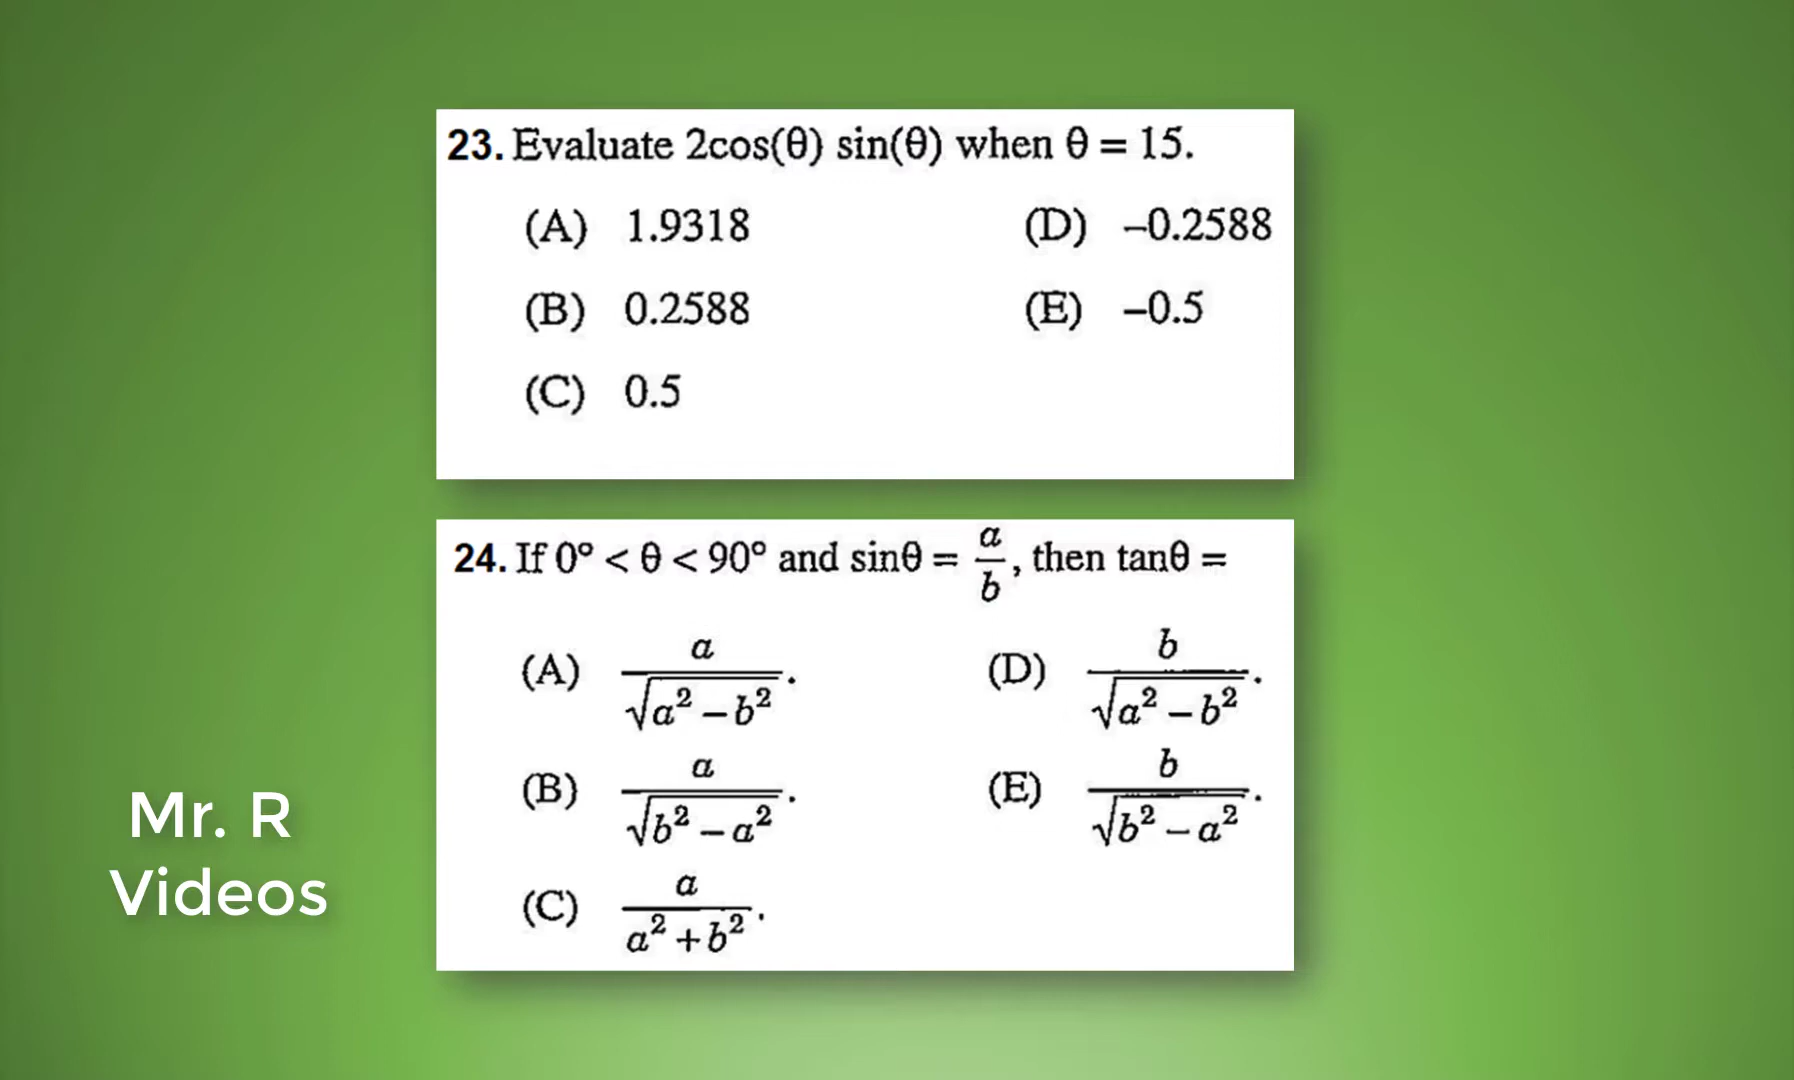 23. Evaluate 2cos(θ) sin(θ) when θ = 15.
(A) 1.9318
(B) 0.2588
(C) 0.5
(D) –0.2588
(E) –0.5
24. If 0° < θ < 90° and sinθ = a/b, then tanθ =
(A) a/√(a² – b²).
(B) a/√(b² – a²).
(C) a/(a² + b²).
(D) b/√(a² – b²).
(E) b/√(b² – a²).
Mr. R
Videos